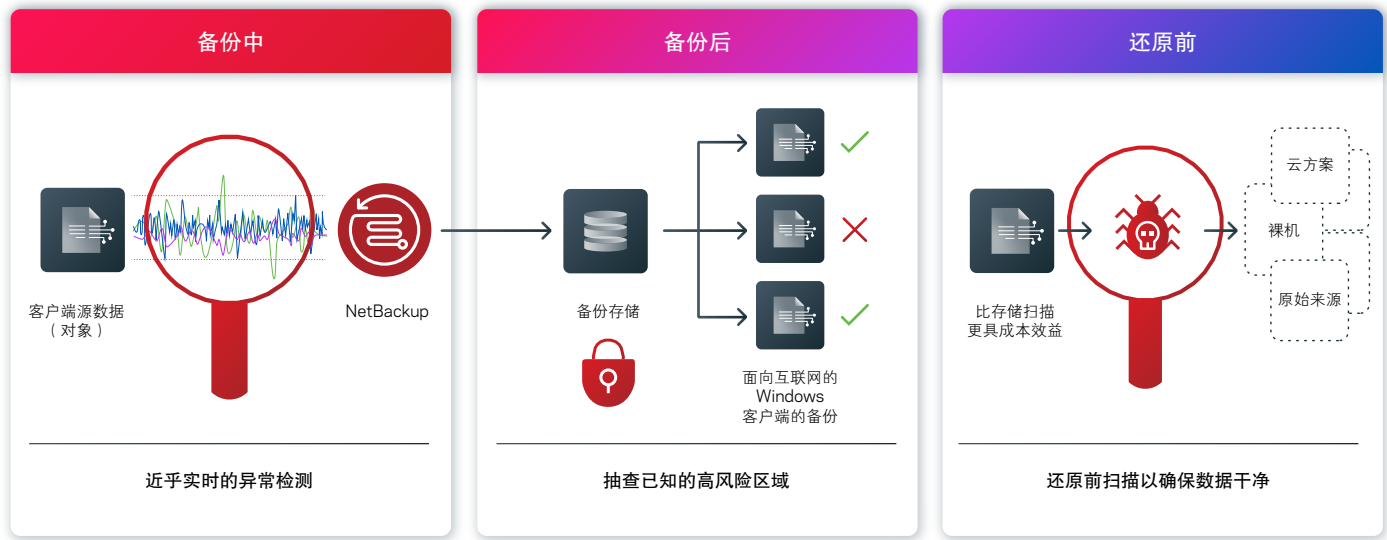 备份中
客户端源数据
（对象）
NetBackup
近乎实时的异常检测
备份后
备份存储
面向互联网的
Windows
客户端的备份
抽查已知的高风险区域
还原前
比存储扫描
更具成本效益
云方案
裸机
原始来源
还原前扫描以确保数据干净